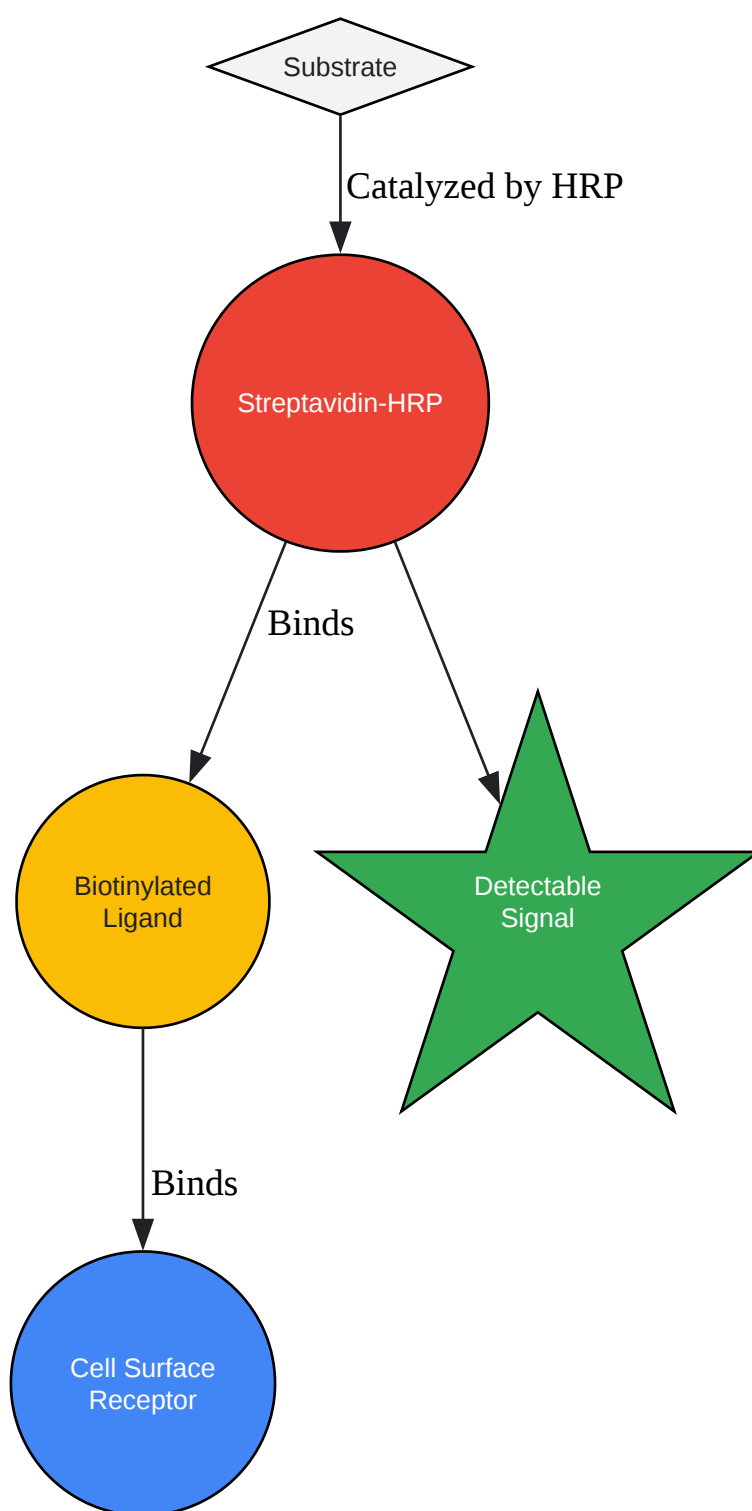 Substrate
Catalyzed by HRP
Streptavidin-HRP
Binds
Biotinylated
Ligand
Detectable
Signal
Binds
Cell Surface
Receptor